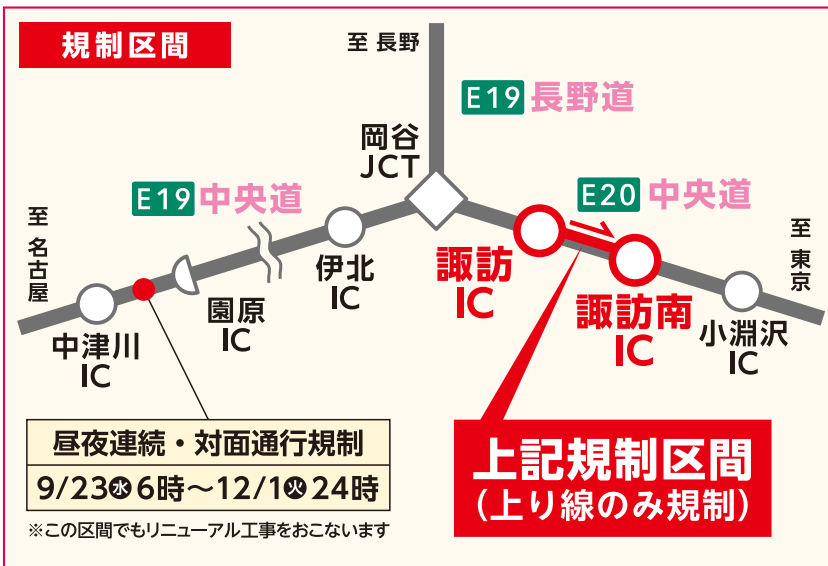 規制区間
至 長野
E19 長野道
岡谷
JCT
E19 中央道
E20 中央道
至 名古屋
至 東京
中津川
IC
園原
IC
伊北
IC
諏訪
IC
諏訪南
IC
小淵沢
IC
昼夜連続・対面通行規制
9/23水6時〜12/1火24時
※この区間でもリニューアル工事をおこないます
上記規制区間
(上り線のみ規制)